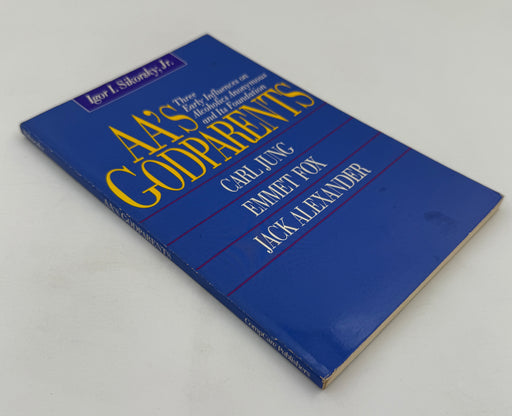 Igor I. Sikorsky, Jr.
AA'S
Three
Early Influences on
Alcoholics Anonymous
and Its Foundation
GODPARENTS
CARL JUNG
EMMET FOX
JACK ALEXANDER
AA'S GODPARENTS
CompCare Publishers